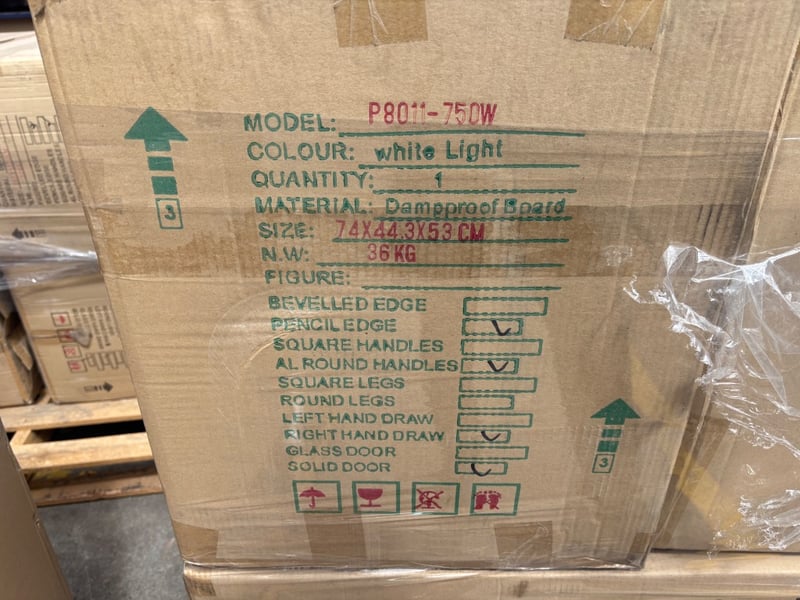 MODEL: P8011-750W
COLOUR: white Light
QUANTITY: 1
MATERIAL: Dampproof Board
SIZE: 74X44.3X53 CM
N.W: 36 KG
FIGURE:
BEVELLED EDGE
PENCIL EDGE
SQUARE HANDLES
AL ROUND HANDLES
SQUARE LEGS
ROUND LEGS
LEFT HAND DRAW
RIGHT HAND DRAW
GLASS DOOR
SOLID DOOR
3
3